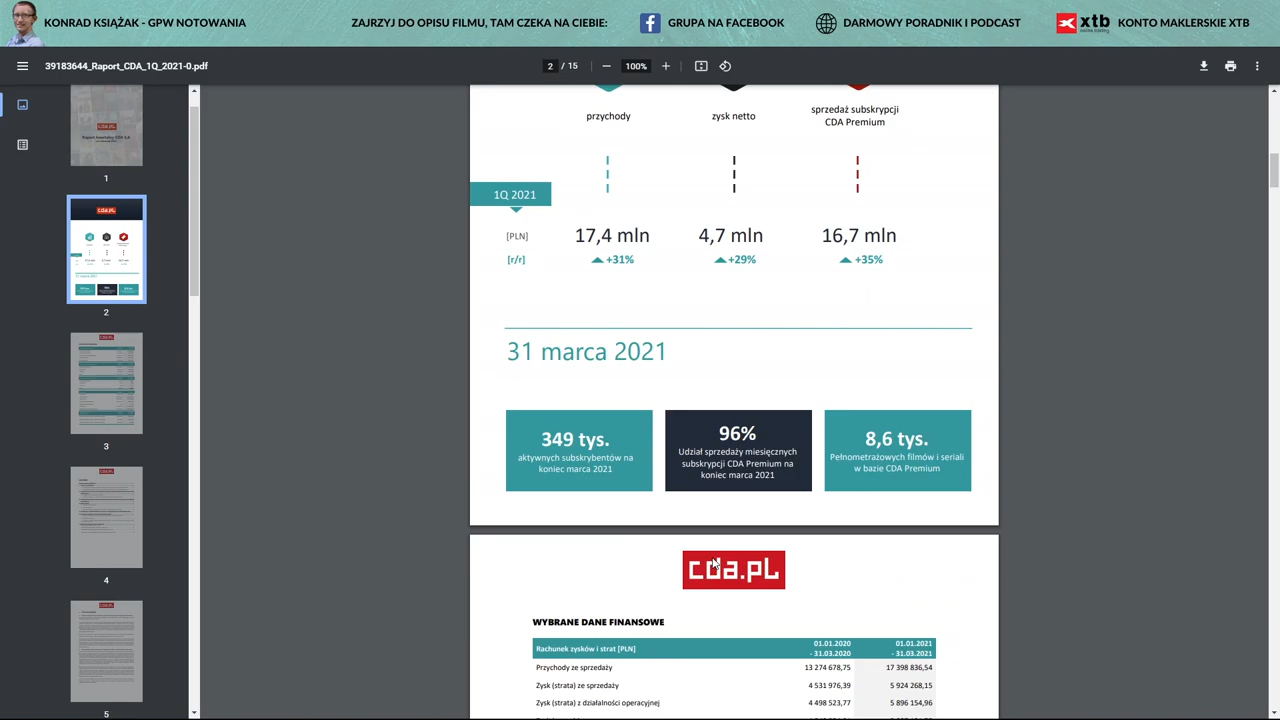 KONRAD KSIĄŻAK - GPW NOTOWANIA
ZAJRZYJ DO OPISU FILMU, TAM CZEKA NA CIEBIE:
GRUPA NA FACEBOOK
DARMOWY PORADNIK I PODCAST
xtb
online trading
KONTO MAKLERSKIE XTB
39183644_Raport_CDA_1Q_2021-0.pdf
2 / 15
100%
przychody
zysk netto
sprzedaż subskrypcji
CDA Premium
1Q 2021
[PLN]
17,4 mln
4,7 mln
16,7 mln
[r/r]
+31%
+29%
+35%
31 marca 2021
349 tys.
aktywnych subskrybentów na
koniec marca 2021
96%
Udział sprzedaży miesięcznych
subskrypcji CDA Premium na
koniec marca 2021
8,6 tys.
Pełnometrażowych filmów i seriali
w bazie CDA Premium
cda.pl
WYBRANE DANE FINANSOWE
Rachunek zysków i strat [PLN]
01.01.2020
- 31.03.2020
01.01.2021
- 31.03.2021
Przychody ze sprzedaży 13 274 678,75 17 398 836,54
Zysk (strata) ze sprzedaży 4 531 976,39 5 924 268,15
Zysk (strata) z działalności operacyjnej 4 498 523,77 5 896 154,96
1
2
3
4
5